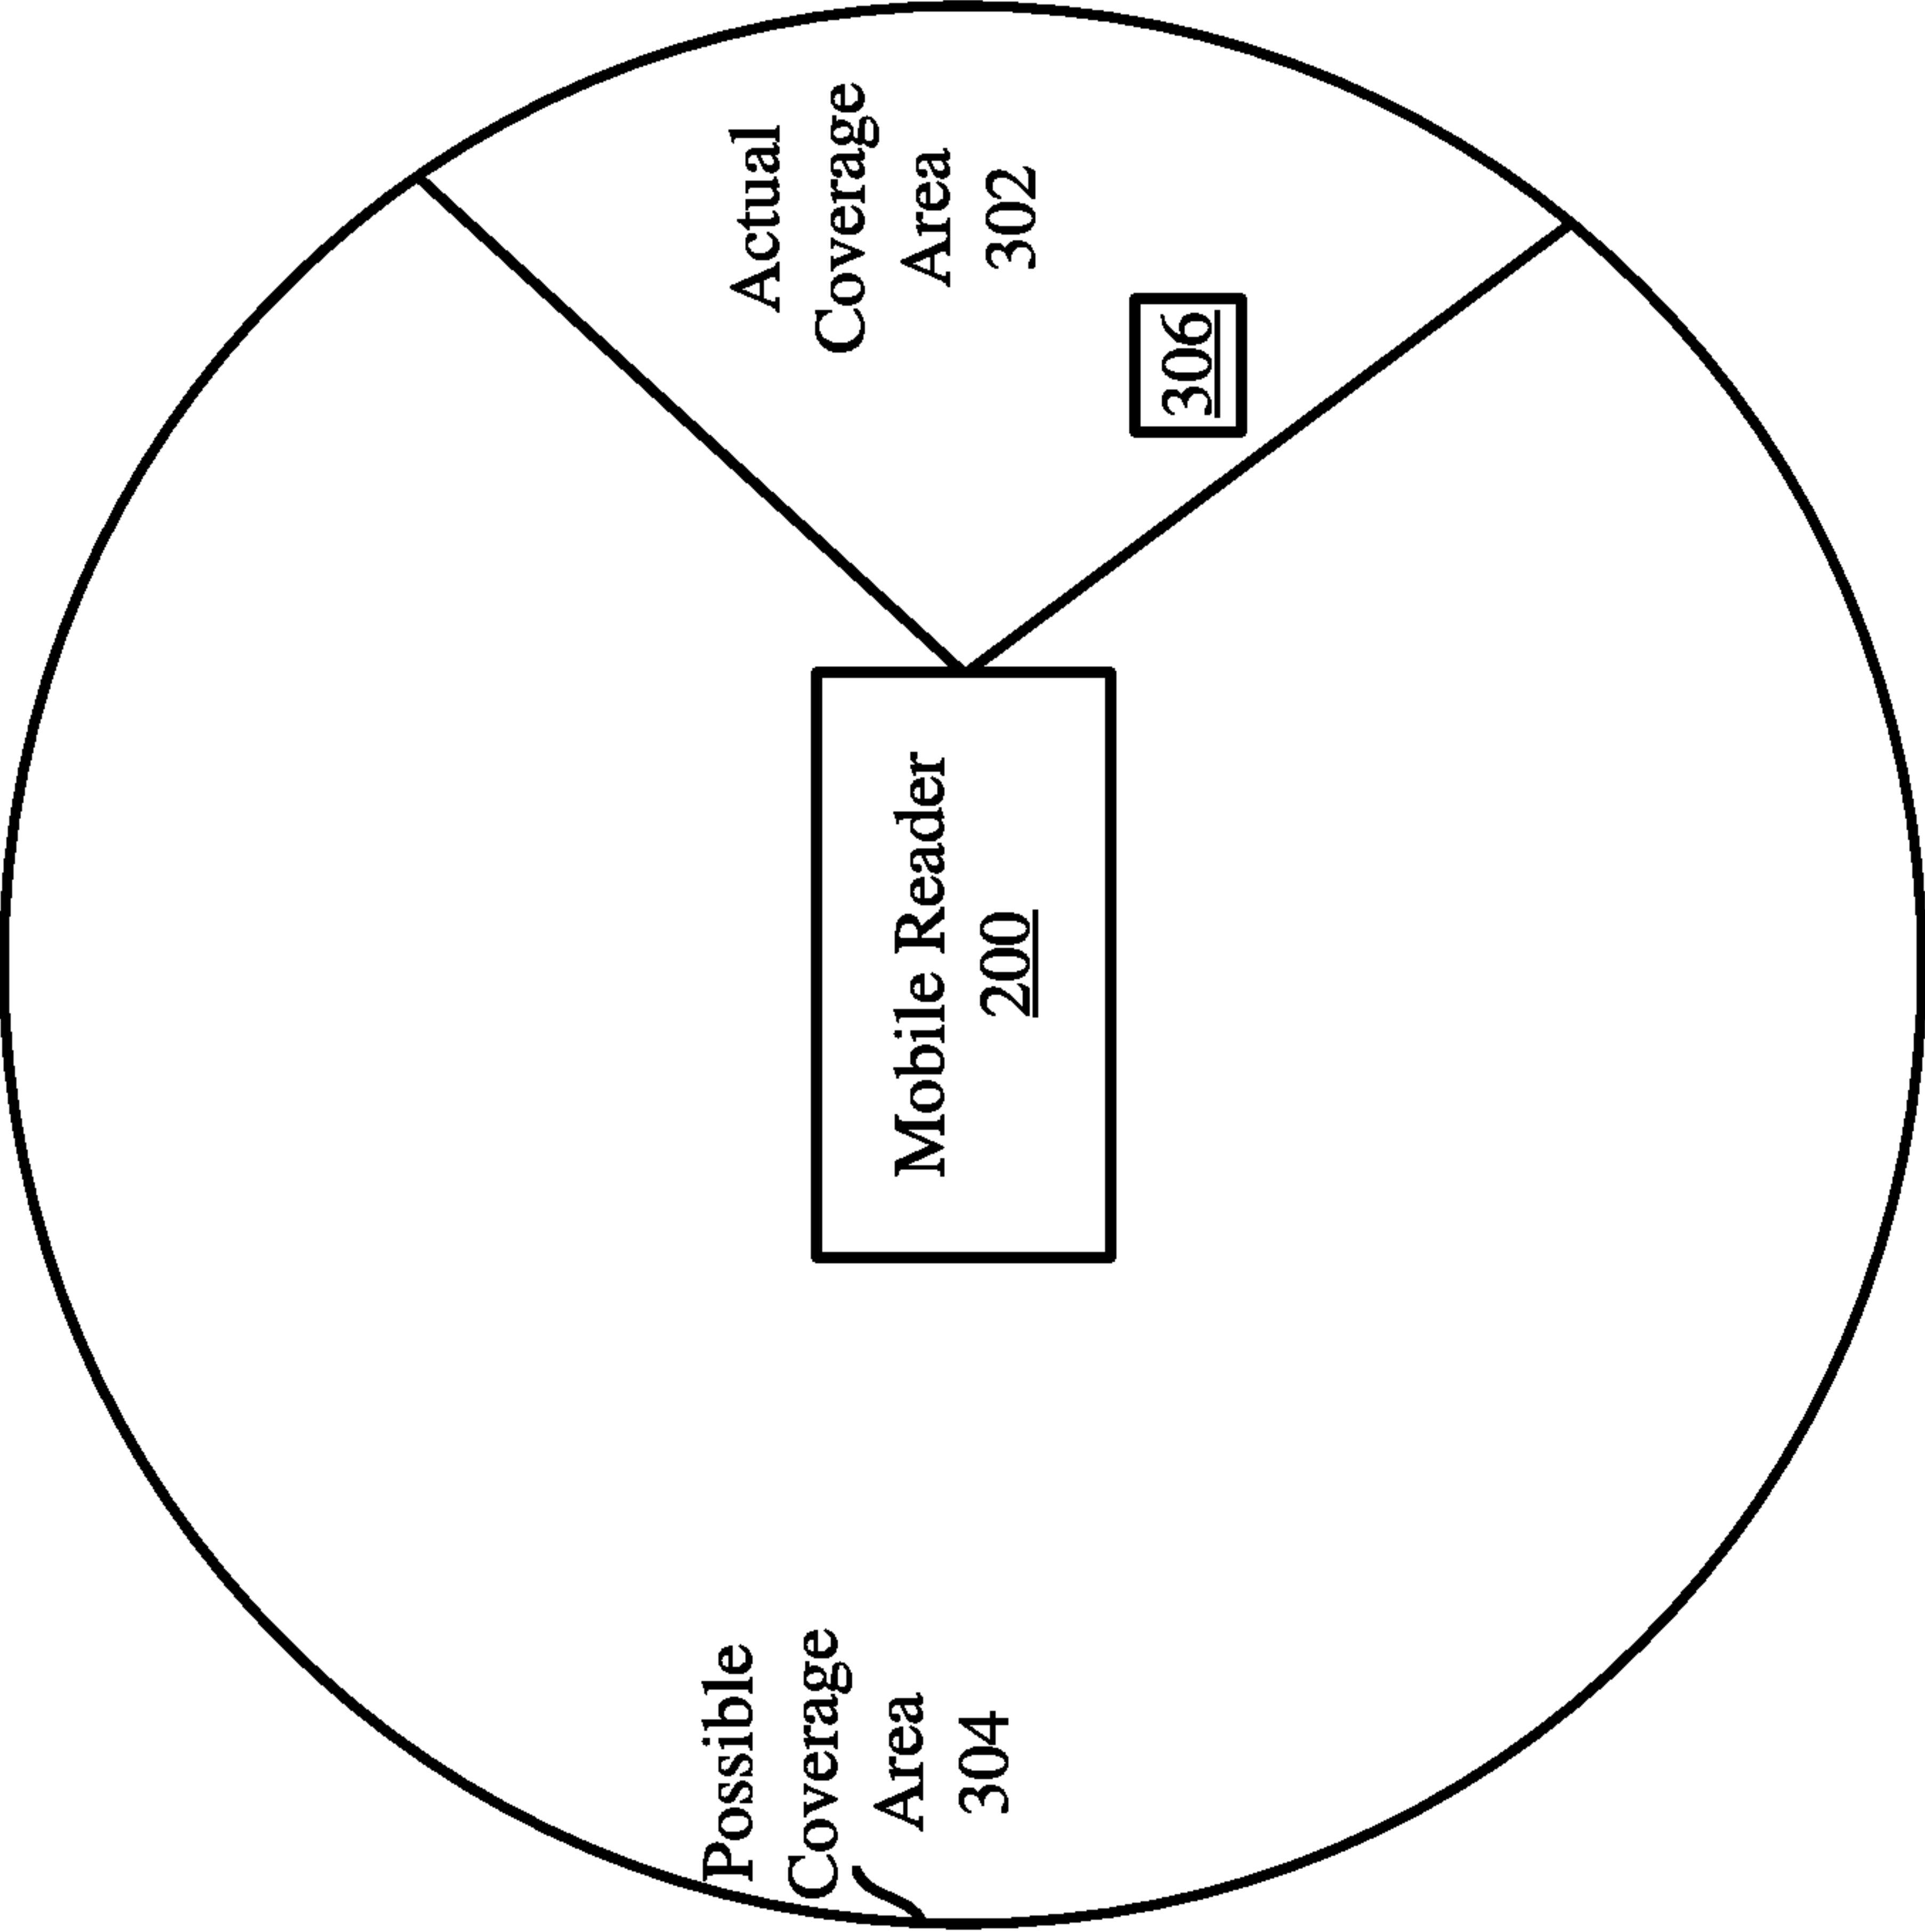 Possible
Coverage
Area
304
Mobile Reader
200
Actual
Coverage
Area
302
306